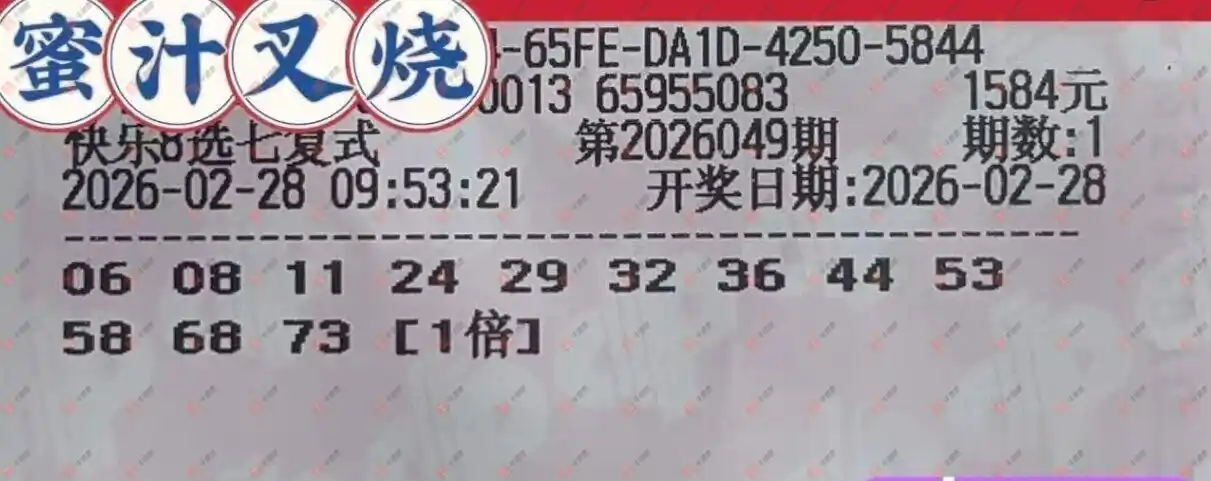 蜜汁叉烧
4-65FE-DA1D-4250-5844
0013 65955083 1584元
快乐8选七复式 第2026049期 期数:1
2026-02-28 09:53:21 开奖日期:2026-02-28
06 08 11 24 29 32 36 44 53
58 68 73 [1倍]